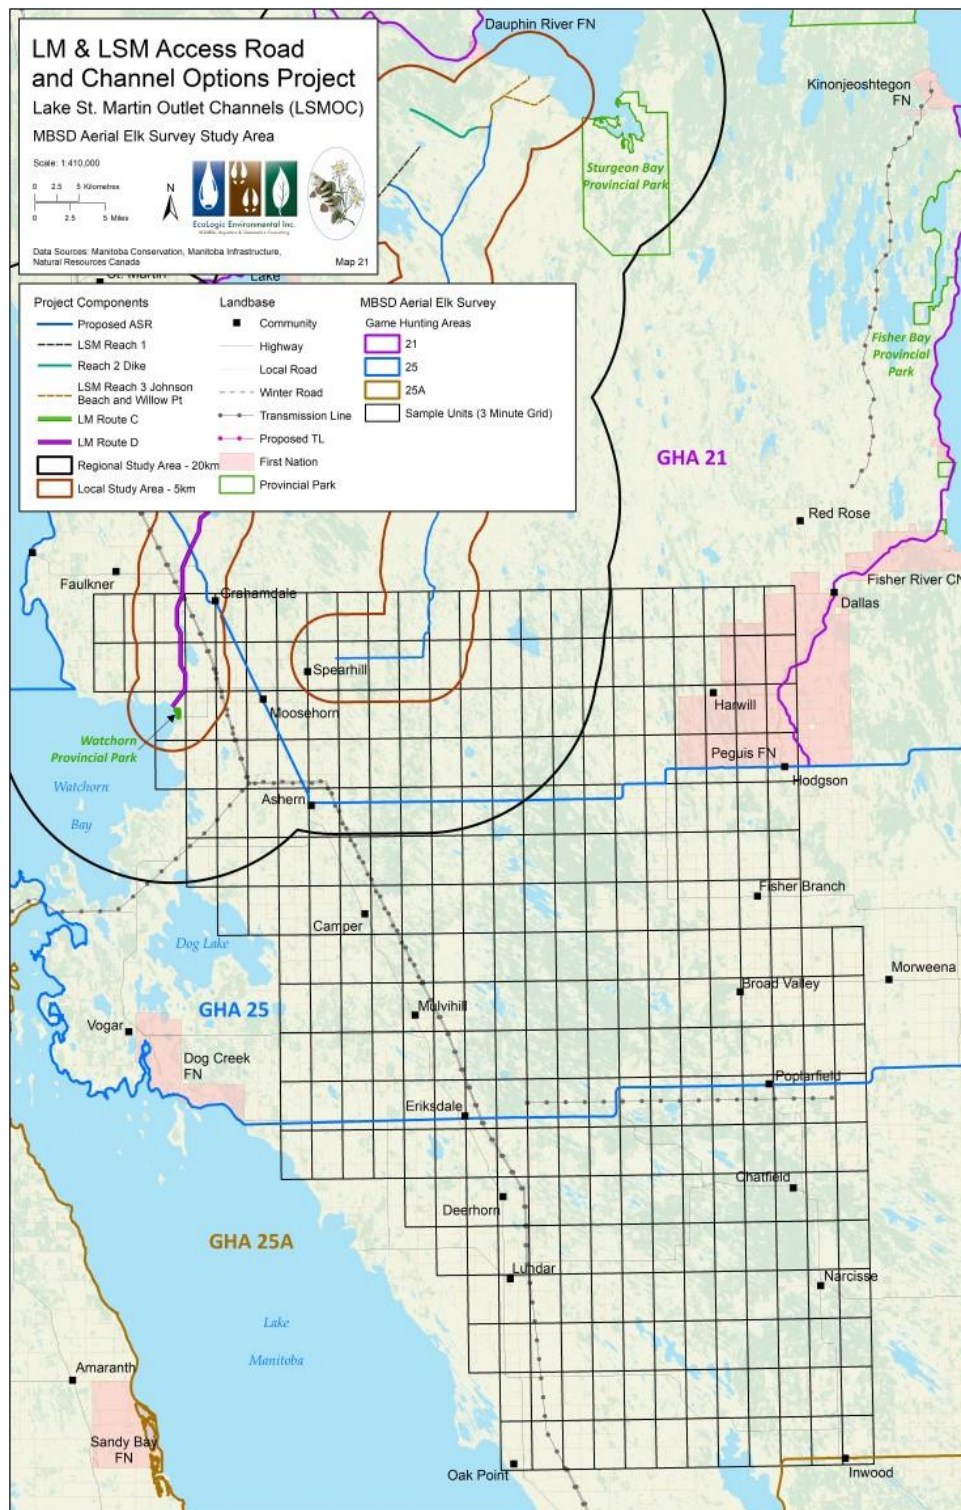 Dauphin River FN
LM & LSM Access Road
and Channel Options Project
Lake St. Martin Outlet Channels (LSMOC)
MBSD Aerial Elk Survey Study Area
Scale: 1:410,000
0 2.5 5 Kilometres
0 2.5 5 Miles
N
EcoLogic Environmental Inc.
Data Sources: Manitoba Conservation, Manitoba Infrastructure,
Natural Resources Canada
Map 21
Kinonjeoshtegon
FN
Sturgeon Bay
Provincial Park
St. Martin
Lake
Project Components
Proposed ASR
LSM Reach 1
Reach 2 Dike
LSM Reach 3 Johnson
Beach and Willow Pt
LM Route C
LM Route D
Regional Study Area - 20km
Local Study Area - 5km
Landbase
Community
Highway
Local Road
Winter Road
Transmission Line
Proposed TL
First Nation
Provincial Park
MBSD Aerial Elk Survey
Game Hunting Areas
21
25
25A
Sample Units (3 Minute Grid)
Fisher Bay
Provincial
Park
GHA 21
Red Rose
Faulkner
Fisher River CN
Grahamdale
Dallas
Spearhill
Moosehorn
Harwill
Watchorn
Provincial Park
Peguis FN
Hodgson
Watchorn
Bay
Ashern
Fisher Branch
Camper
Dog Lake
Morweena
Broad Valley
GHA 25
Mulvihill
Vogar
Dog Creek
FN
Poplarfield
Eriksdale
Chatfield
Deerhorn
GHA 25A
Luhdar
Narcisse
Lake
Manitoba
Amaranth
Sandy Bay
FN
Oak Point
Inwood